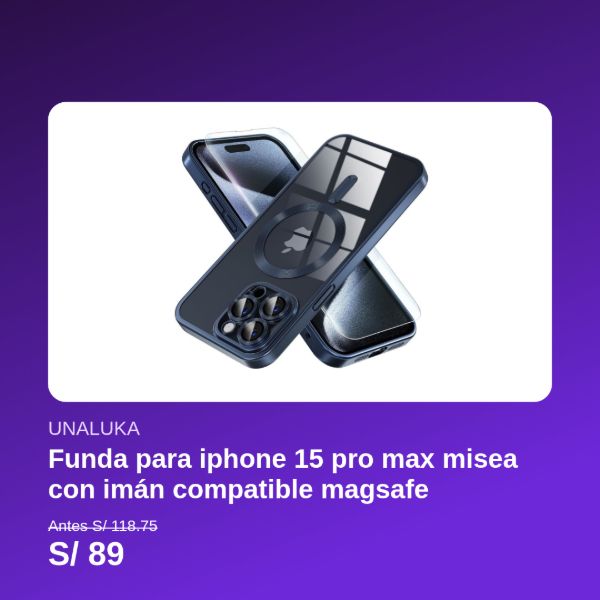 UNALUKA
Funda para iphone 15 pro max misea
con imán compatible magsafe
Antes S/ 118.75
S/ 89